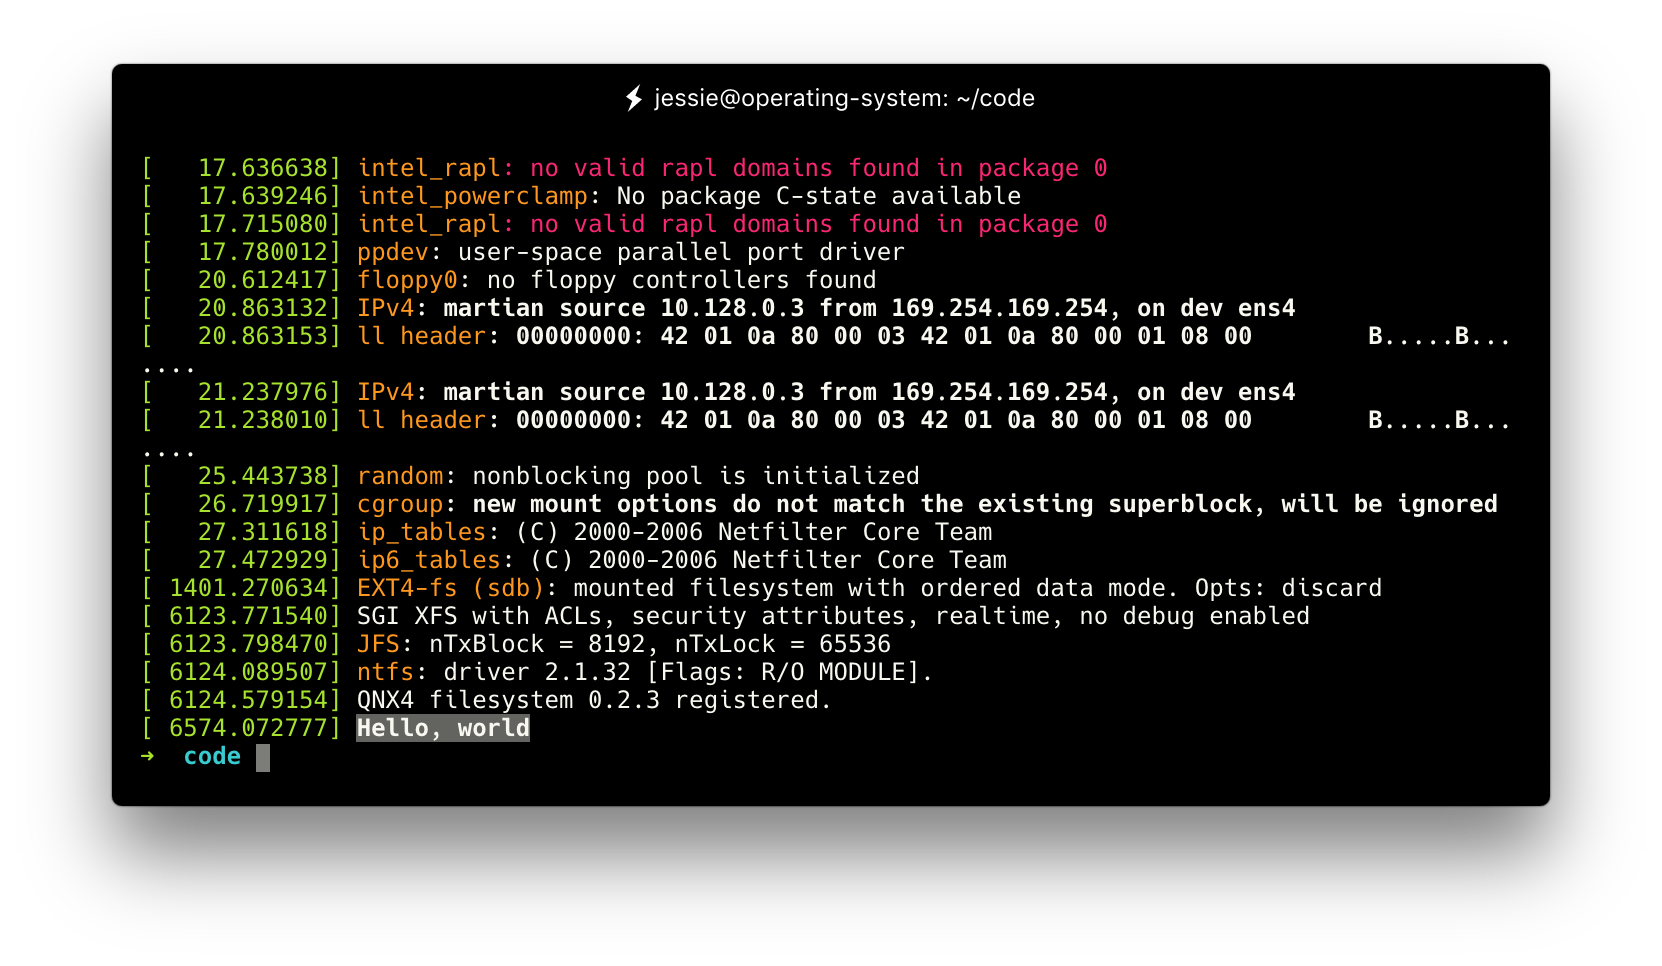 jessie@operating-system: ~/code
[   17.636638] intel_rapl: no valid rapl domains found in package 0
[   17.639246] intel_powerclamp: No package C-state available
[   17.715080] intel_rapl: no valid rapl domains found in package 0
[   17.780012] ppdev: user-space parallel port driver
[   20.612417] floppy0: no floppy controllers found
[   20.863132] IPv4: martian source 10.128.0.3 from 169.254.169.254, on dev ens4
[   20.863153] ll header: 00000000: 42 01 0a 80 00 03 42 01 0a 80 00 01 08 00        B.....B...
....
[   21.237976] IPv4: martian source 10.128.0.3 from 169.254.169.254, on dev ens4
[   21.238010] ll header: 00000000: 42 01 0a 80 00 03 42 01 0a 80 00 01 08 00        B.....B...
....
[   25.443738] random: nonblocking pool is initialized
[   26.719917] cgroup: new mount options do not match the existing superblock, will be ignored
[   27.311618] ip_tables: (C) 2000-2006 Netfilter Core Team
[   27.472929] ip6_tables: (C) 2000-2006 Netfilter Core Team
[ 1401.270634] EXT4-fs (sdb): mounted filesystem with ordered data mode. Opts: discard
[ 6123.771540] SGI XFS with ACLs, security attributes, realtime, no debug enabled
[ 6123.798470] JFS: nTxBlock = 8192, nTxLock = 65536
[ 6124.089507] ntfs: driver 2.1.32 [Flags: R/O MODULE].
[ 6124.579154] QNX4 filesystem 0.2.3 registered.
[ 6574.072777] Hello, world
➜  code